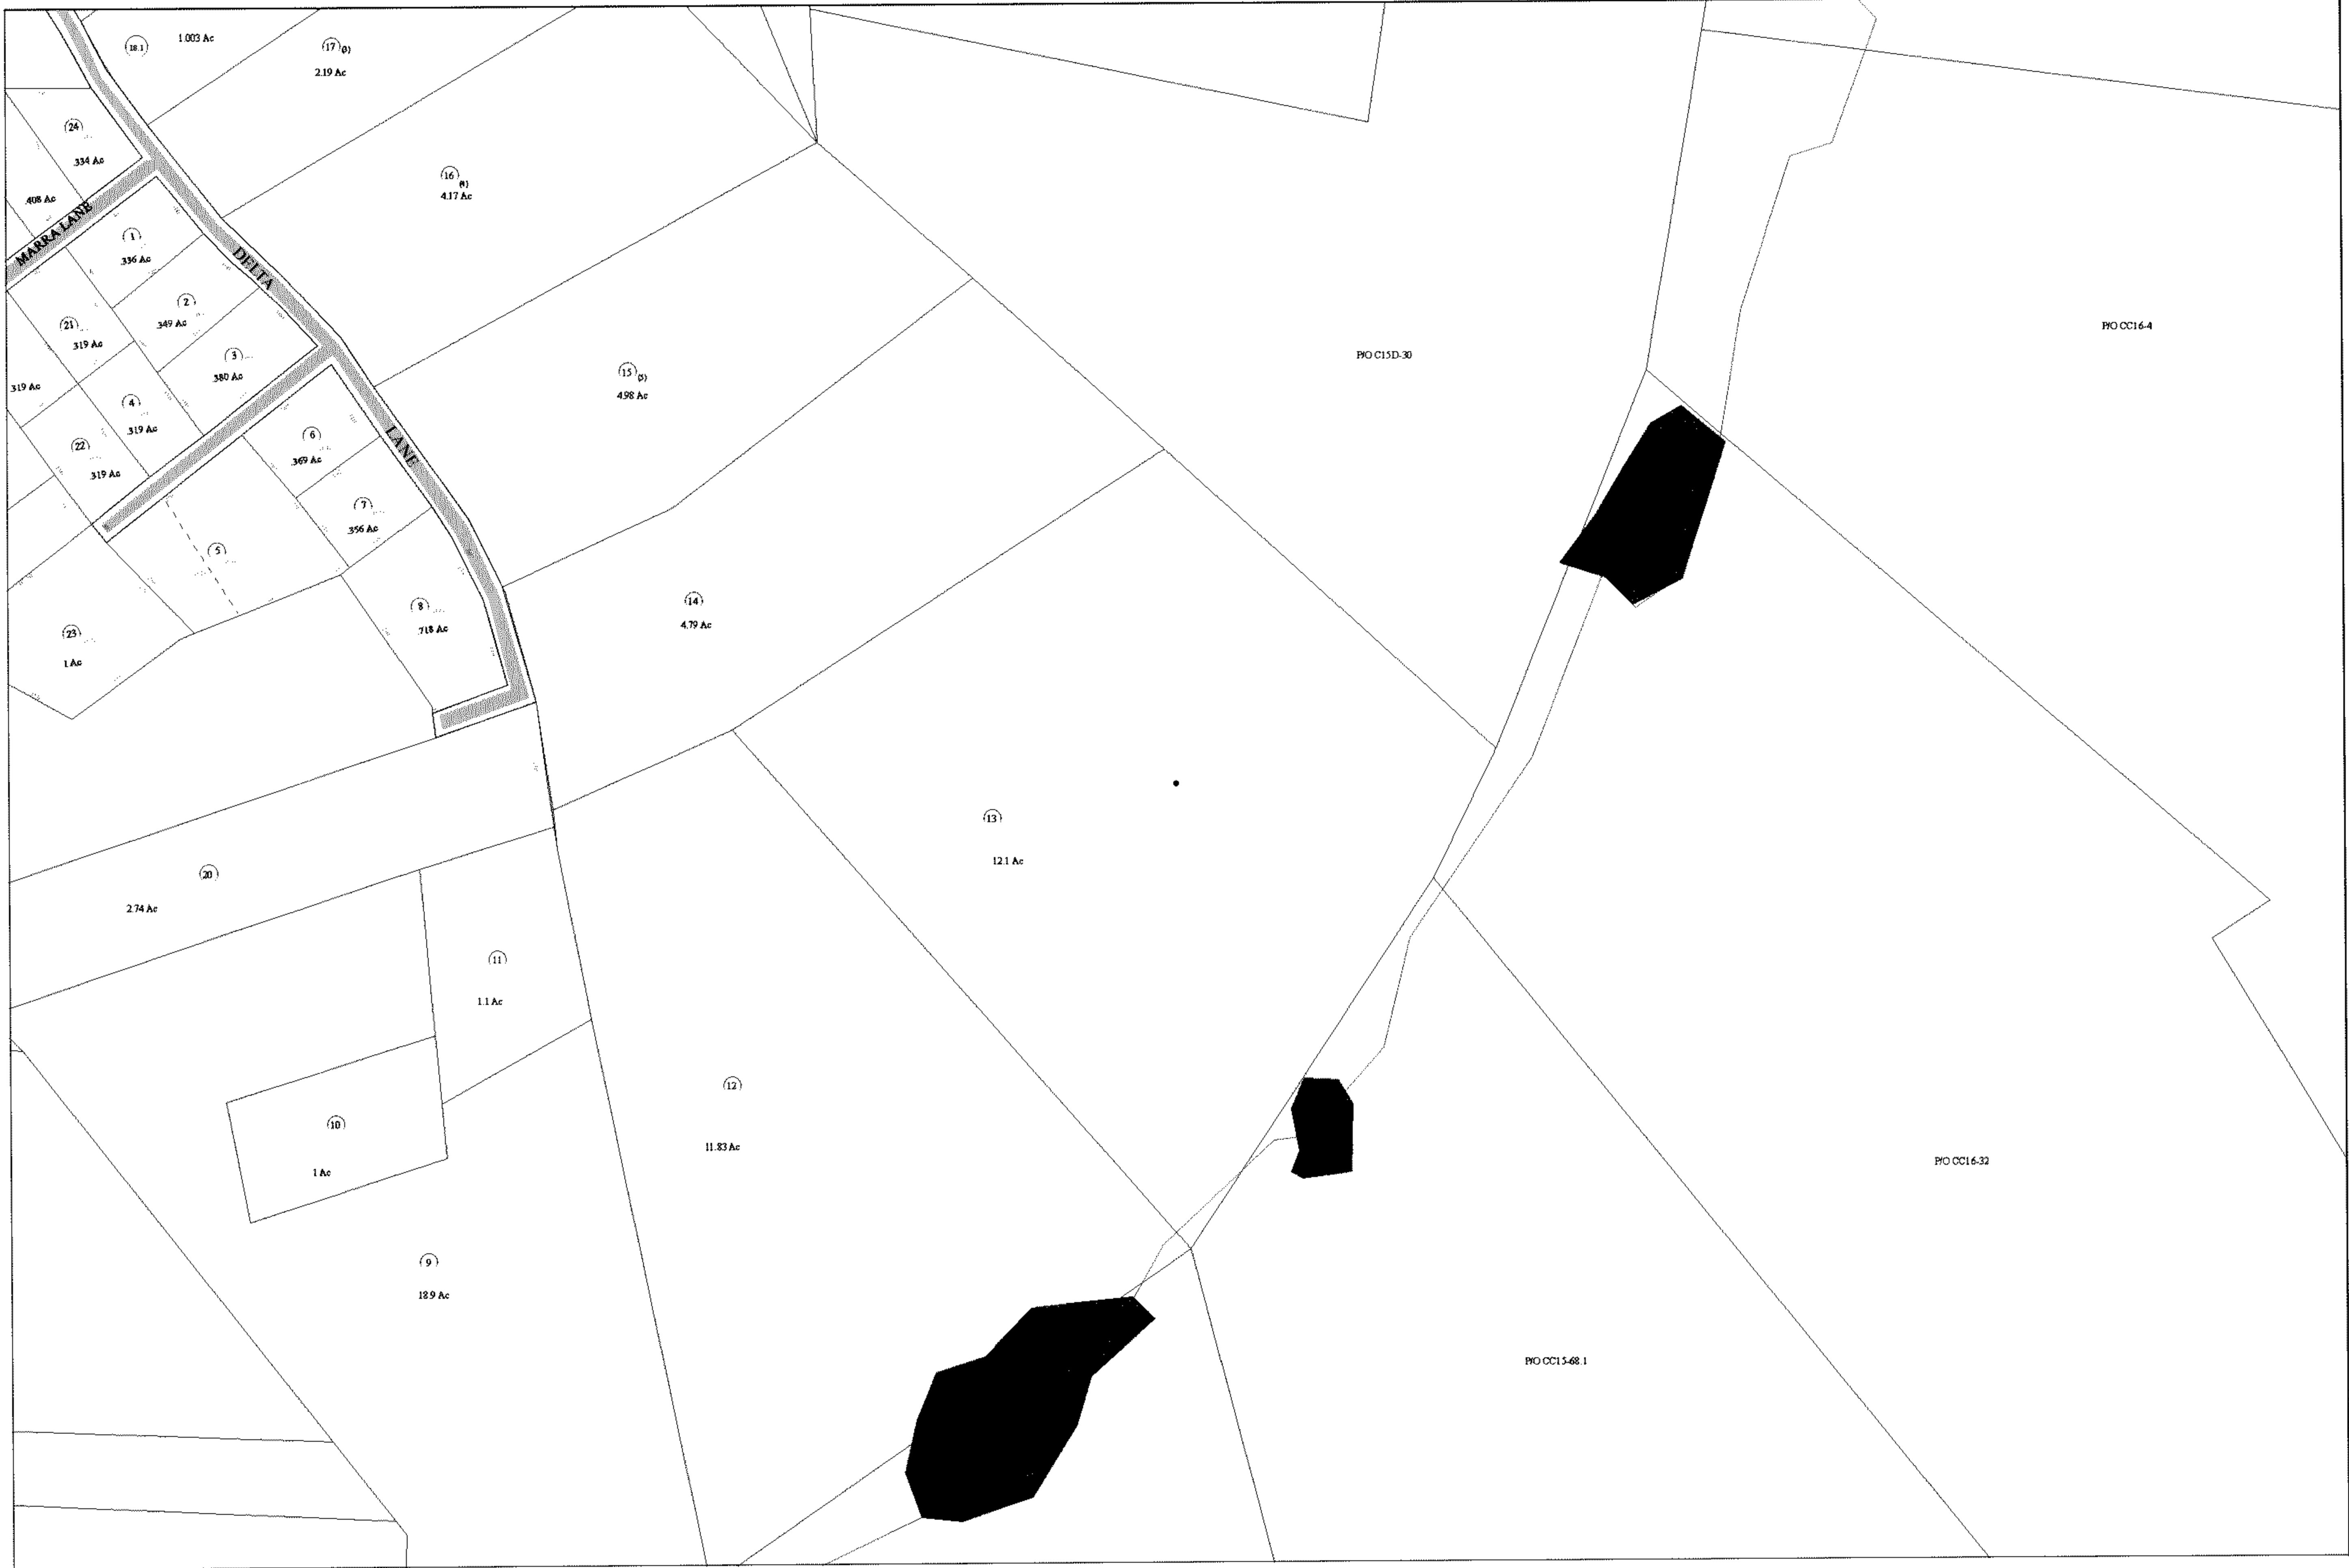 18.1
1.003 Ac
17 (3)
2.19 Ac
24
.334 Ac
.408 Ac
MARRA LANE
16 (4)
4.17 Ac
1
.336 Ac
DELTA LANE
2
.349 Ac
21
.319 Ac
3
.380 Ac
.319 Ac
4
.319 Ac
22
.319 Ac
15 (5)
4.98 Ac
P/O C15D-30
P/O CC16-4
6
.369 Ac
7
.356 Ac
5
8
.718 Ac
23
1 Ac
14
4.79 Ac
13
12.1 Ac
20
2.74 Ac
11
1.1 Ac
12
11.83 Ac
10
1 Ac
9
18.9 Ac
P/O CC16-32
P/O CC15-68.1